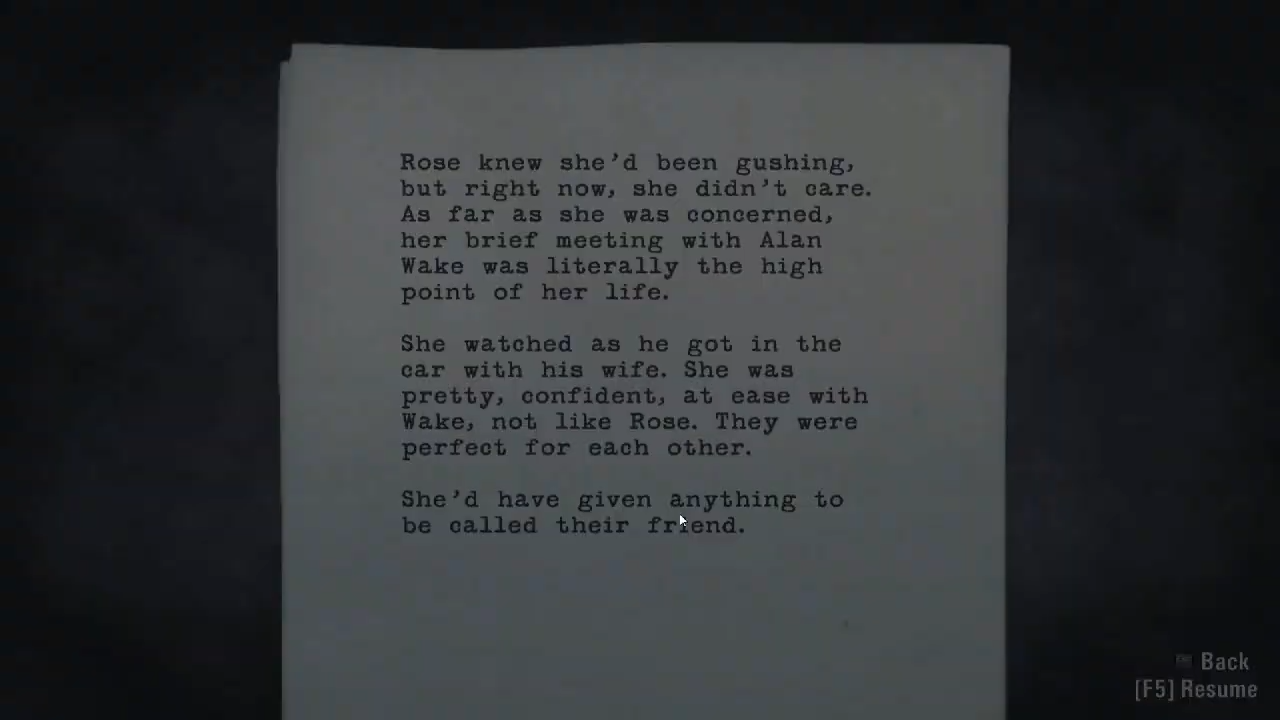 Rose knew she'd been gushing,
but right now, she didn't care.
As far as she was concerned,
her brief meeting with Alan
Wake was literally the high
point of her life.
She watched as he got in the
car with his wife. She was
pretty, confident, at ease with
Wake, not like Rose. They were
perfect for each other.
She'd have given anything to
be called their friend.
Back
[F5] Resume